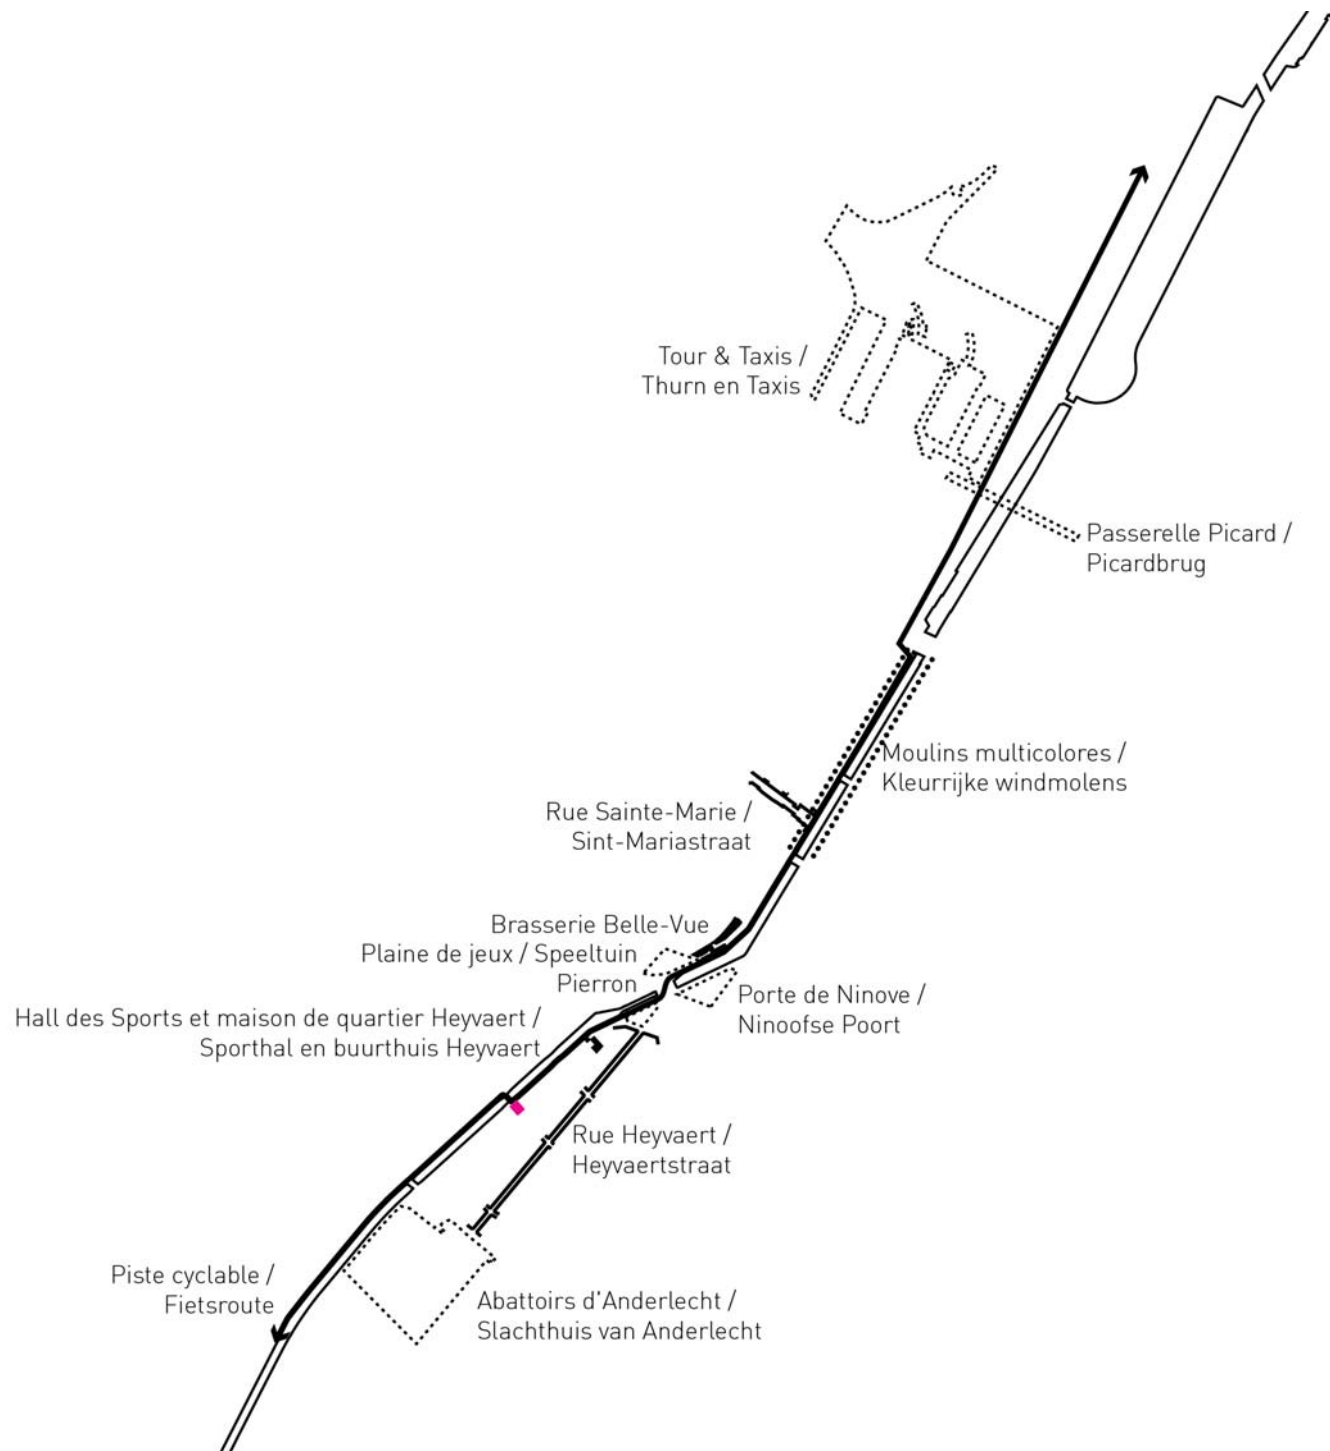 Tour & Taxis /
Thurn en Taxis
Passerelle Picard /
Picardbrug
Moulins multicolores /
Kleurrijke windmolens
Rue Sainte-Marie /
Sint-Mariastraat
Brasserie Belle-Vue
Plaine de jeux / Speeltuin
Pierron
Porte de Ninove /
Ninoofse Poort
Hall des Sports et maison de quartier Heyvaert /
Sporthal en buurthuis Heyvaert
Rue Heyvaert /
Heyvaertstraat
Piste cyclable /
Fietsroute
Abattoirs d'Anderlecht /
Slachthuis van Anderlecht